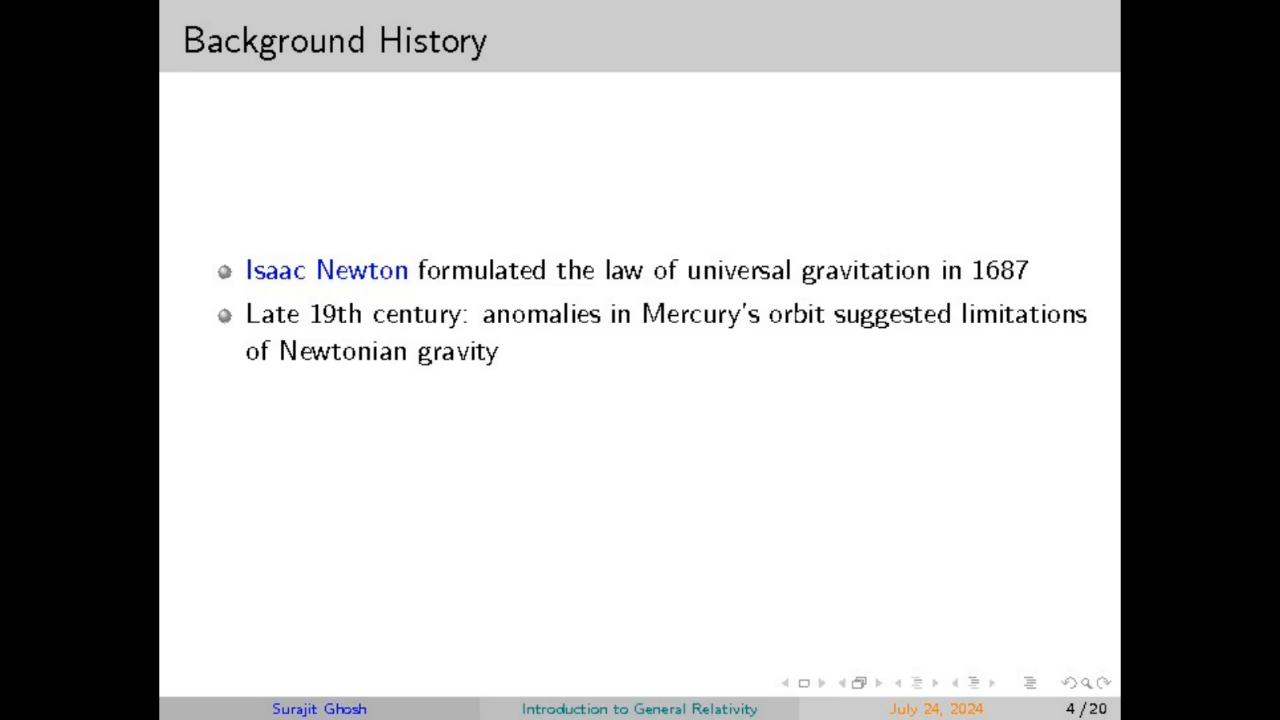 Background History
Isaac Newton formulated the law of universal gravitation in 1687
Late 19th century: anomalies in Mercury's orbit suggested limitations
of Newtonian gravity
Surajit Ghosh
Introduction to General Relativity
July 24, 2024
4 / 20